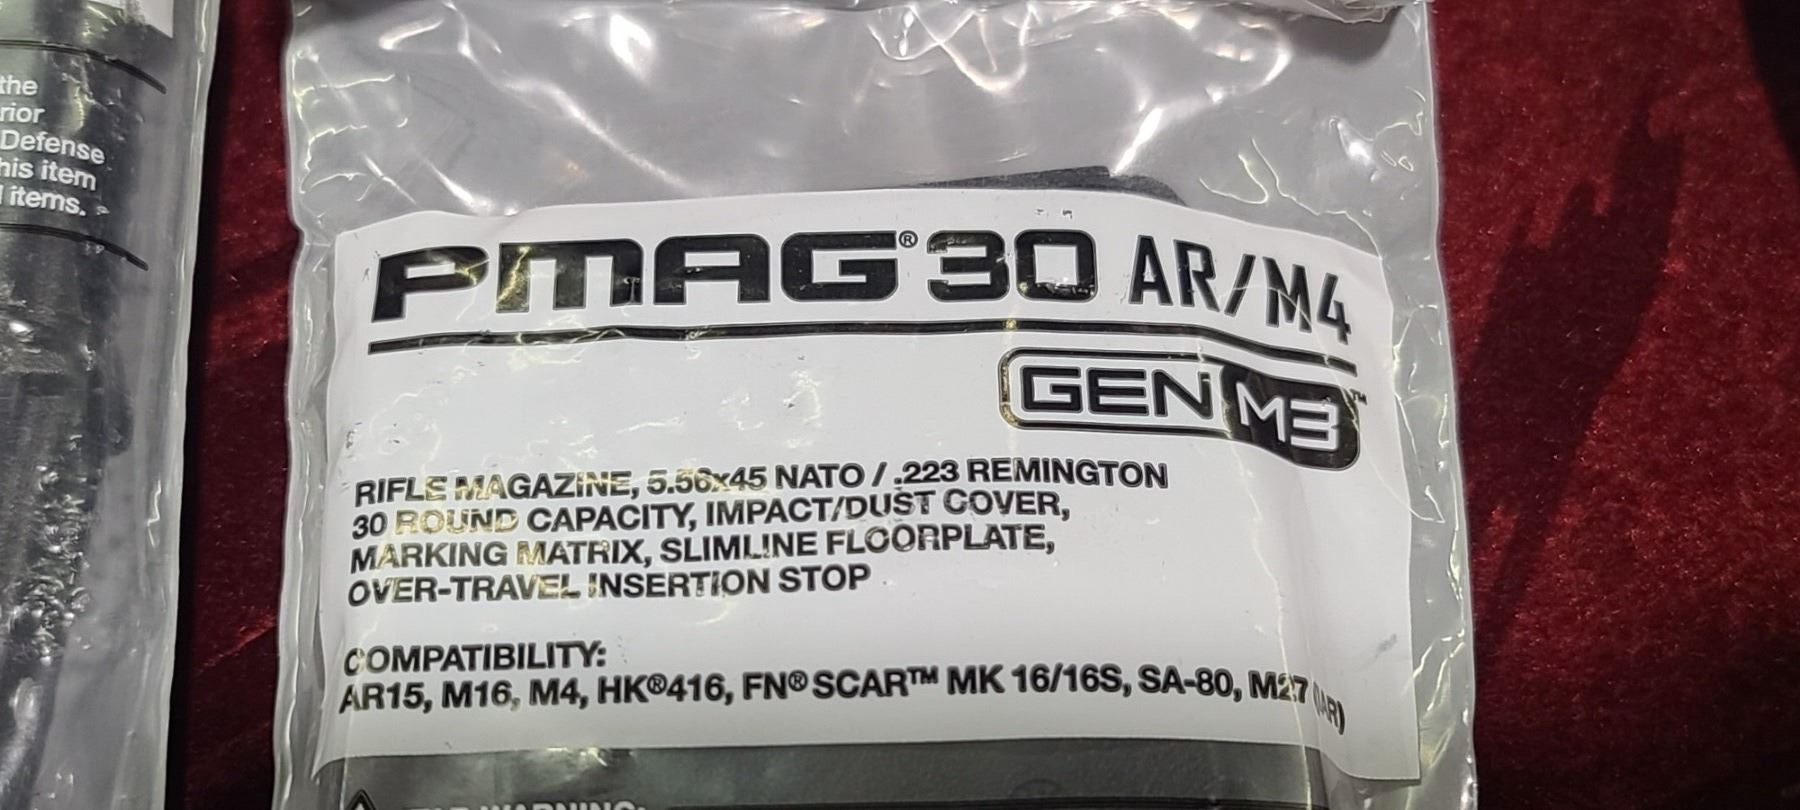 the
rior
Defense
his item
items.
PMAG® 30 AR/M4
GEN M3™
RIFLE MAGAZINE, 5.56x45 NATO / .223 REMINGTON
30 ROUND CAPACITY, IMPACT/DUST COVER,
MARKING MATRIX, SLIMLINE FLOORPLATE,
OVER-TRAVEL INSERTION STOP
COMPATIBILITY:
AR15, M16, M4, HK®416, FN® SCAR™ MK 16/16S, SA-80, M27 (IAR)
WARNING: